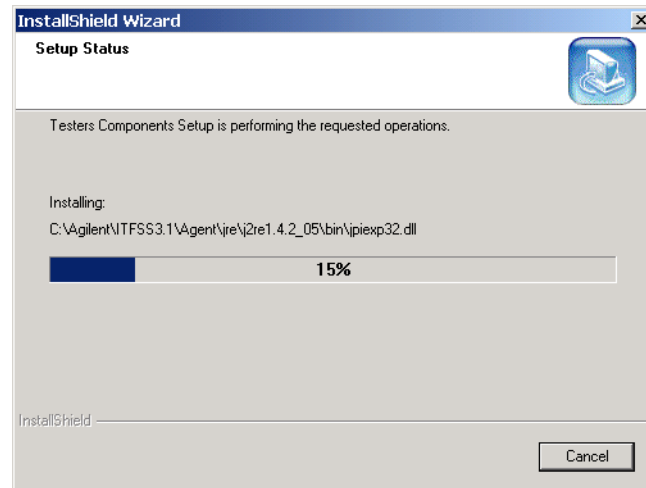 InstallShield Wizard
Setup Status
Testers Components Setup is performing the requested operations.
Installing:
C:\Agilent\ITFSS3.1\Agent\jre\j2re1.4.2_05\bin\jpiexp32.dll
15%
InstallShield
Cancel